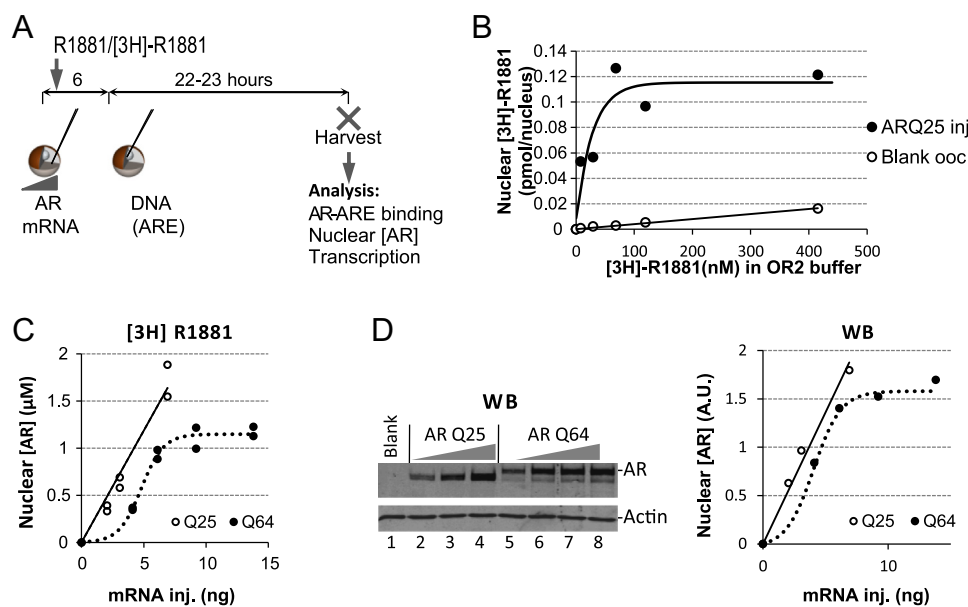 A
R1881/[3H]-R1881
6
22-23 hours
Harvest
AR
mRNA
DNA
(ARE)
Analysis:
AR-ARE binding
Nuclear [AR]
Transcription
B
Nuclear [3H]-R1881
(pmol/nucleus)
0.14
0.12
0.1
0.08
0.06
0.04
0.02
0
0 100 200 300 400 500
[3H]-R1881(nM) in OR2 buffer
ARQ25 inj
Blank ooc
C
[3H] R1881
Nuclear [AR] (µM)
2
1.5
1
0.5
0
Q25 Q64
0 5 10 15
mRNA inj. (ng)
D
WB
Blank
AR Q25 AR Q64
-AR
-Actin
1 2 3 4 5 6 7 8
WB
Nuclear [AR] (A.U.)
2
1.5
1
0.5
0
Q25 Q64
0 10
mRNA inj. (ng)